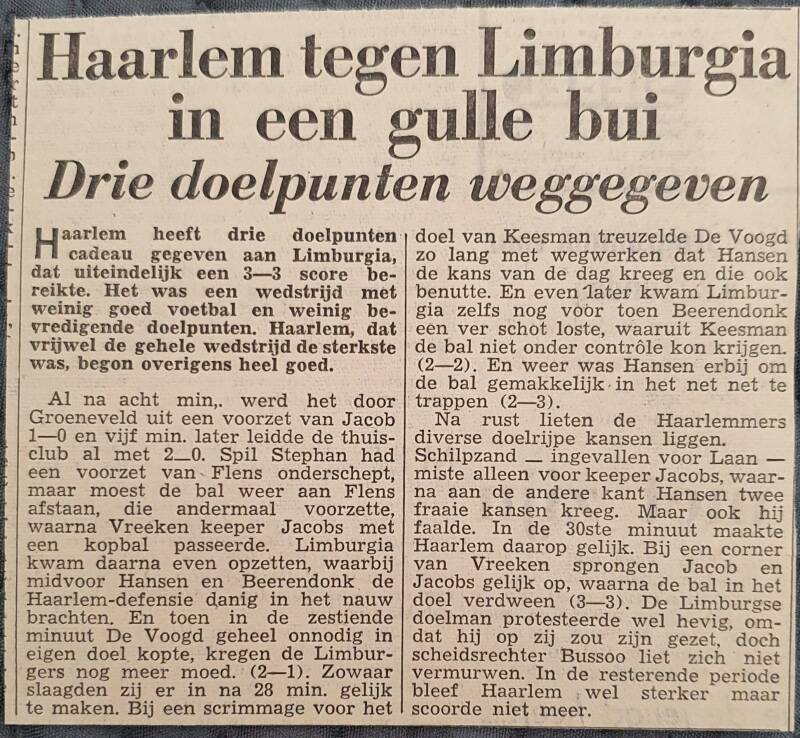 Haarlem tegen Limburgia
in een gulle bui
Drie doelpunten weggegeven
Haarlem heeft drie doelpunten
cadeau gegeven aan Limburgia,
dat uiteindelijk een 3—3 score be-
reikte. Het was een wedstrijd met
weinig goed voetbal en weinig be-
vredigende doelpunten. Haarlem, dat
vrijwel de gehele wedstrijd de sterkste
was, begon overigens heel goed.
Al na acht min,. werd het door
Groeneveld uit een voorzet van Jacob
1—0 en vijf min. later leidde de thuis-
club al met 2—0. Spil Stephan had
een voorzet van Flens onderschept,
maar moest de bal weer aan Flens
afstaan, die andermaal voorzette,
waarna Vreeken keeper Jacobs met
een kopbal passeerde. Limburgia
kwam daarna even opzetten, waarbij
midvoor Hansen en Beerendonk de
Haarlem-defensie danig in het nauw
brachten. En toen in de zestiende
minuut De Voogd geheel onnodig in
eigen doel kopte, kregen de Limbur-
gers nog meer moed. (2—1). Zowaar
slaagden zij er in na 28 min. gelijk
te maken. Bij een scrimmage voor het
doel van Keesman treuzelde De Voogd
zo lang met wegwerken dat Hansen
de kans van de dag kreeg en die ook
benutte. En even later kwam Limbur-
gia zelfs nog vóór toen Beerendonk
een ver schot loste, waaruit Keesman
de bal niet onder contrôle kon krijgen.
(2—2). En weer was Hansen erbij om
de bal gemakkelijk in het net net te
trappen (2—3).
Na rust lieten de Haarlemmers
diverse doelrijpe kansen liggen.
Schilpzand — ingevallen voor Laan —
miste alleen voor keeper Jacobs, waar-
na aan de andere kant Hansen twee
fraaie kansen kreeg. Maar ook hij
faalde. In de 30ste minuut maakte
Haarlem daarop gelijk. Bij een corner
van Vreeken sprongen Jacob en
Jacobs gelijk op, waarna de bal in het
doel verdween (3—3). De Limburgse
doelman protesteerde wel hevig, om-
dat hij op zij zou zijn gezet, doch
scheidsrechter Bussoo liet zich niet
vermurwen. In de resterende periode
bleef Haarlem wel sterker maar
scoorde niet meer.